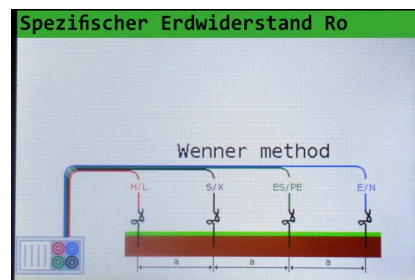 Spezifischer Erdwiderstand Ro
Wenner method
H/L S/X ES/PE E/N
a a a